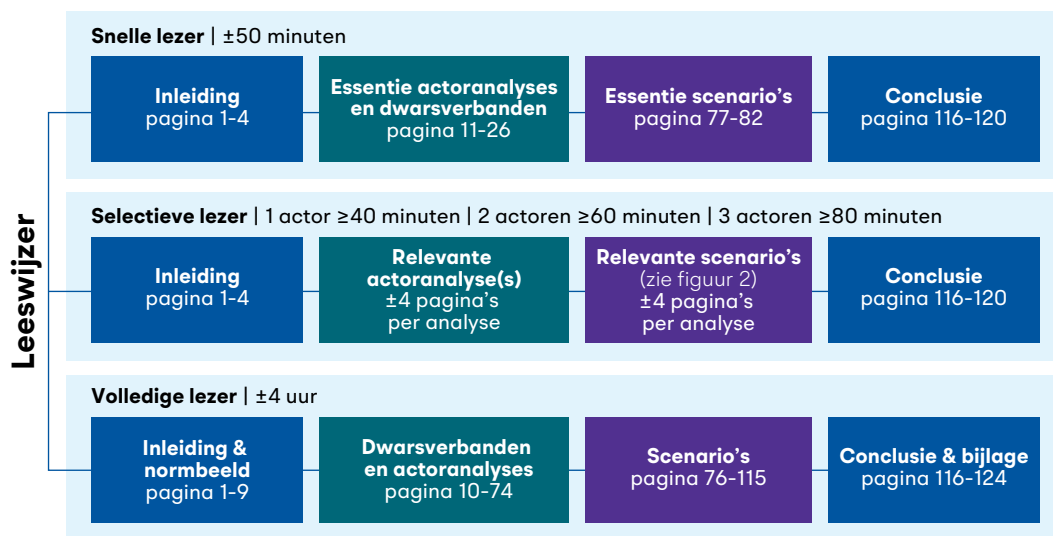 Leeswijzer
Snelle lezer | ±50 minuten
Inleiding
pagina 1-4
Essentie actoranalyses
en dwarsverbanden
pagina 11-26
Essentie scenario's
pagina 77-82
Conclusie
pagina 116-120
Selectieve lezer | 1 actor ≥40 minuten | 2 actoren ≥60 minuten | 3 actoren ≥80 minuten
Inleiding
pagina 1-4
Relevante
actoranalyse(s)
±4 pagina's
per analyse
Relevante scenario's
(zie figuur 2)
±4 pagina's
per analyse
Conclusie
pagina 116-120
Volledige lezer | ±4 uur
Inleiding &
normbeeld
pagina 1-9
Dwarsverbanden
en actoranalyses
pagina 10-74
Scenario's
pagina 76-115
Conclusie & bijlage
pagina 116-124